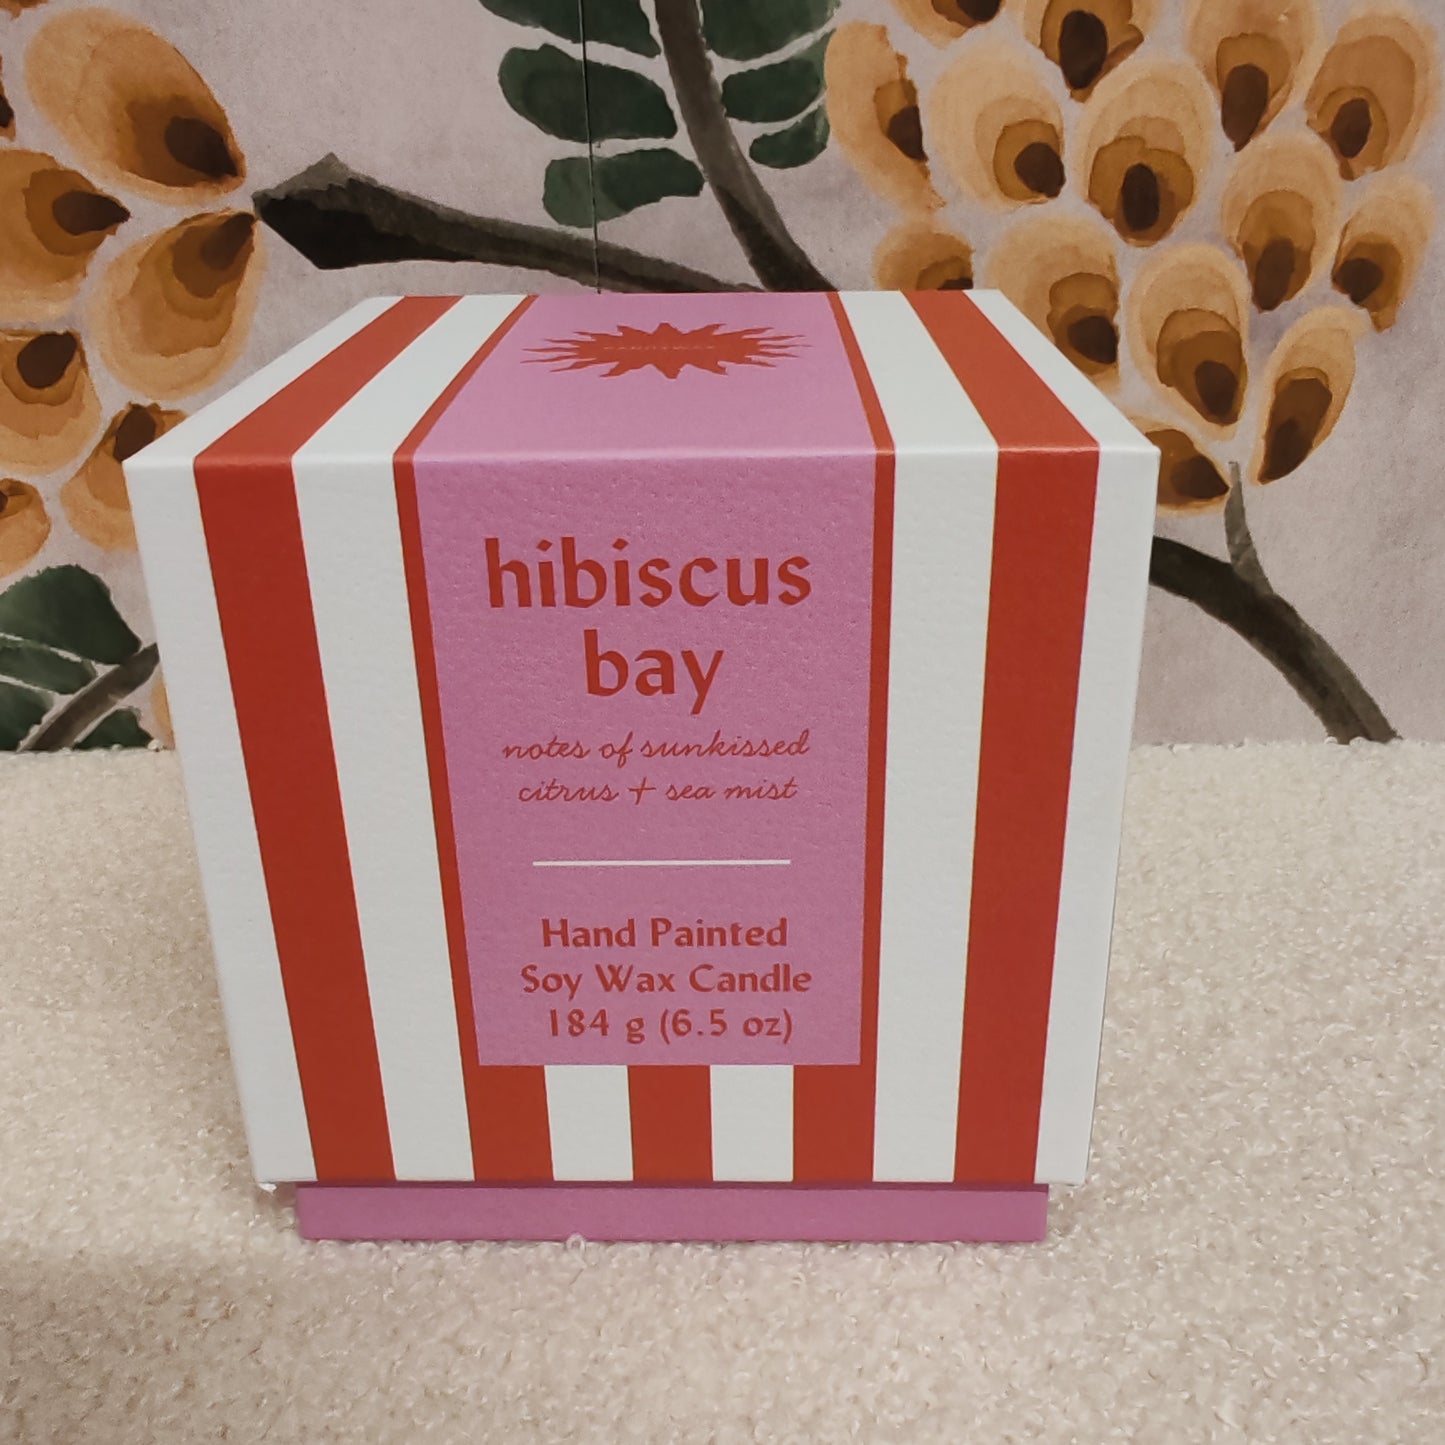 hibiscus
bay
notes of sunkissed
citrus + sea mist
Hand Painted
Soy Wax Candle
184 g (6.5 oz)